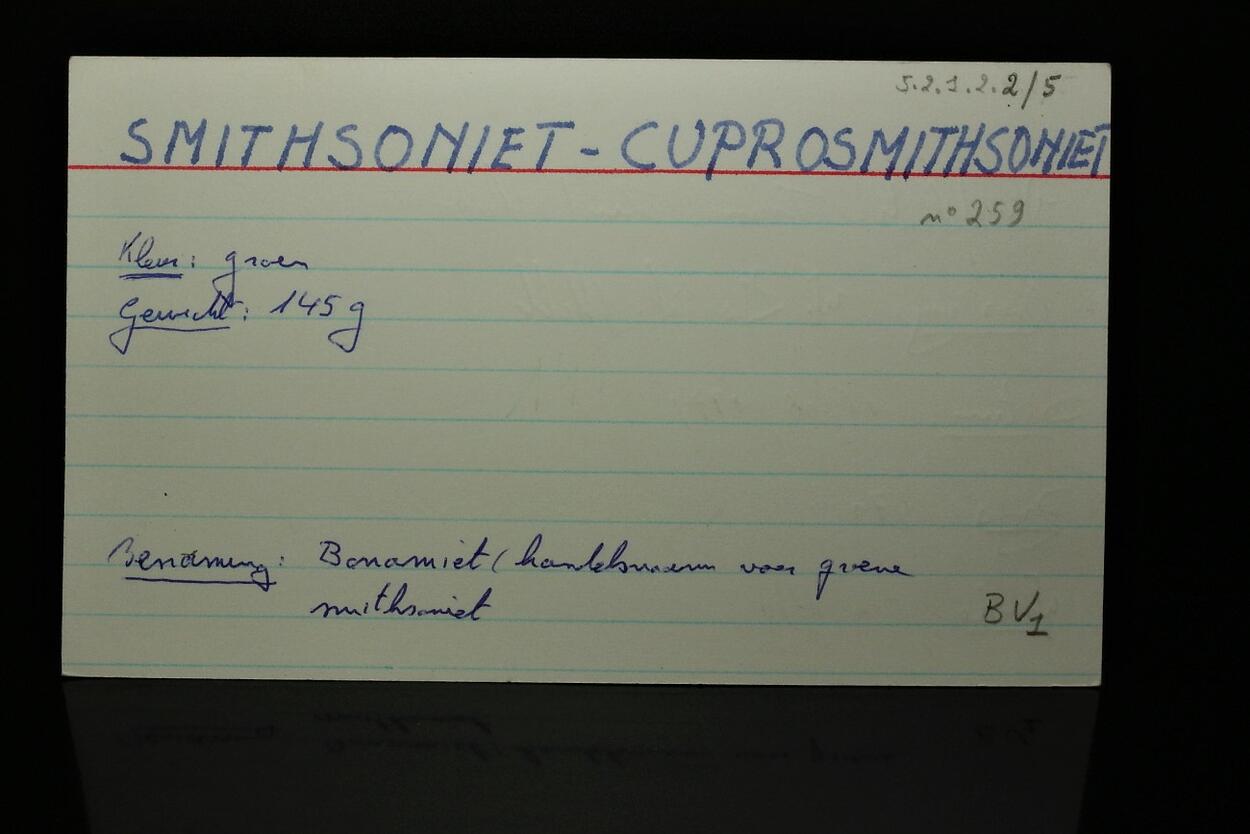 5.2.1.2.2/5
SMITHSONIET - CUPROSMITHSONIET
n° 259
Kleur: groen
Gewicht: 145 g
Benaming: Bonamiet (handelsnaam voor groene
smithsoniet
BV1